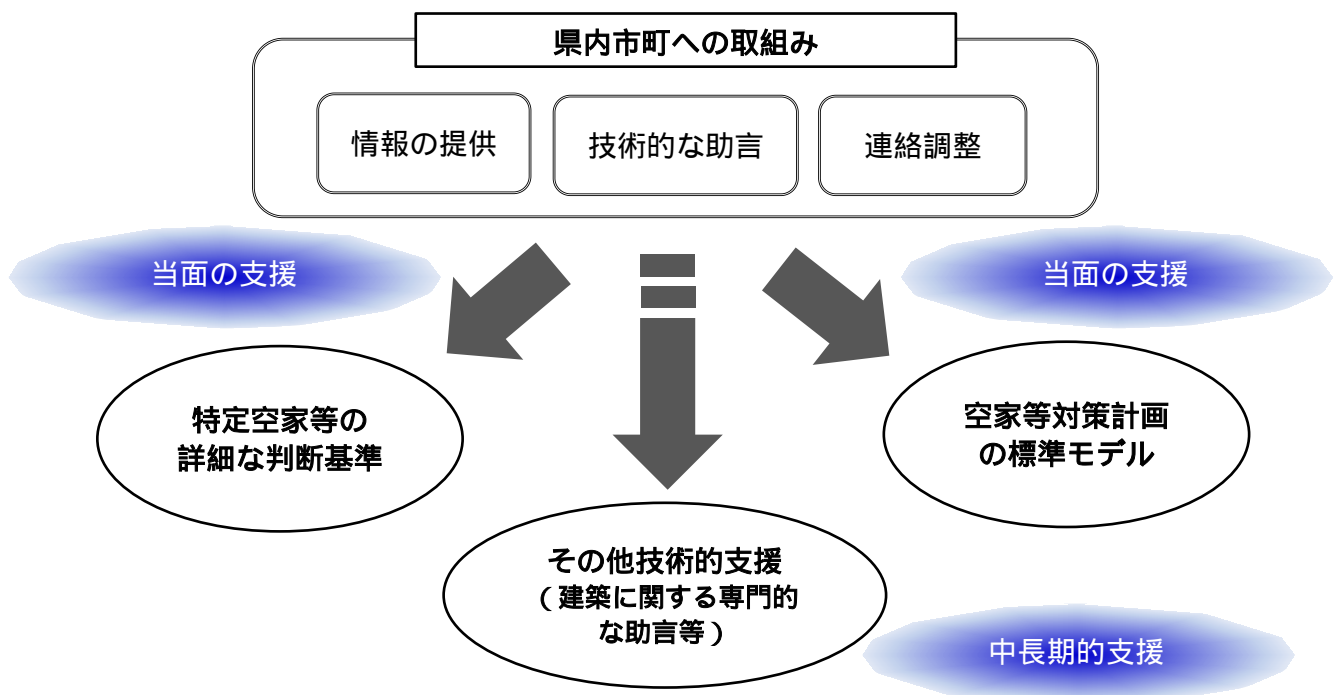 県内市町への取組み
情報の提供
技術的な助言
連絡調整
当面の支援
当面の支援
特定空家等の
詳細な判断基準
空家等対策計画
の標準モデル
その他技術的支援
(建築に関する専門的
な助言等)
中長期的支援